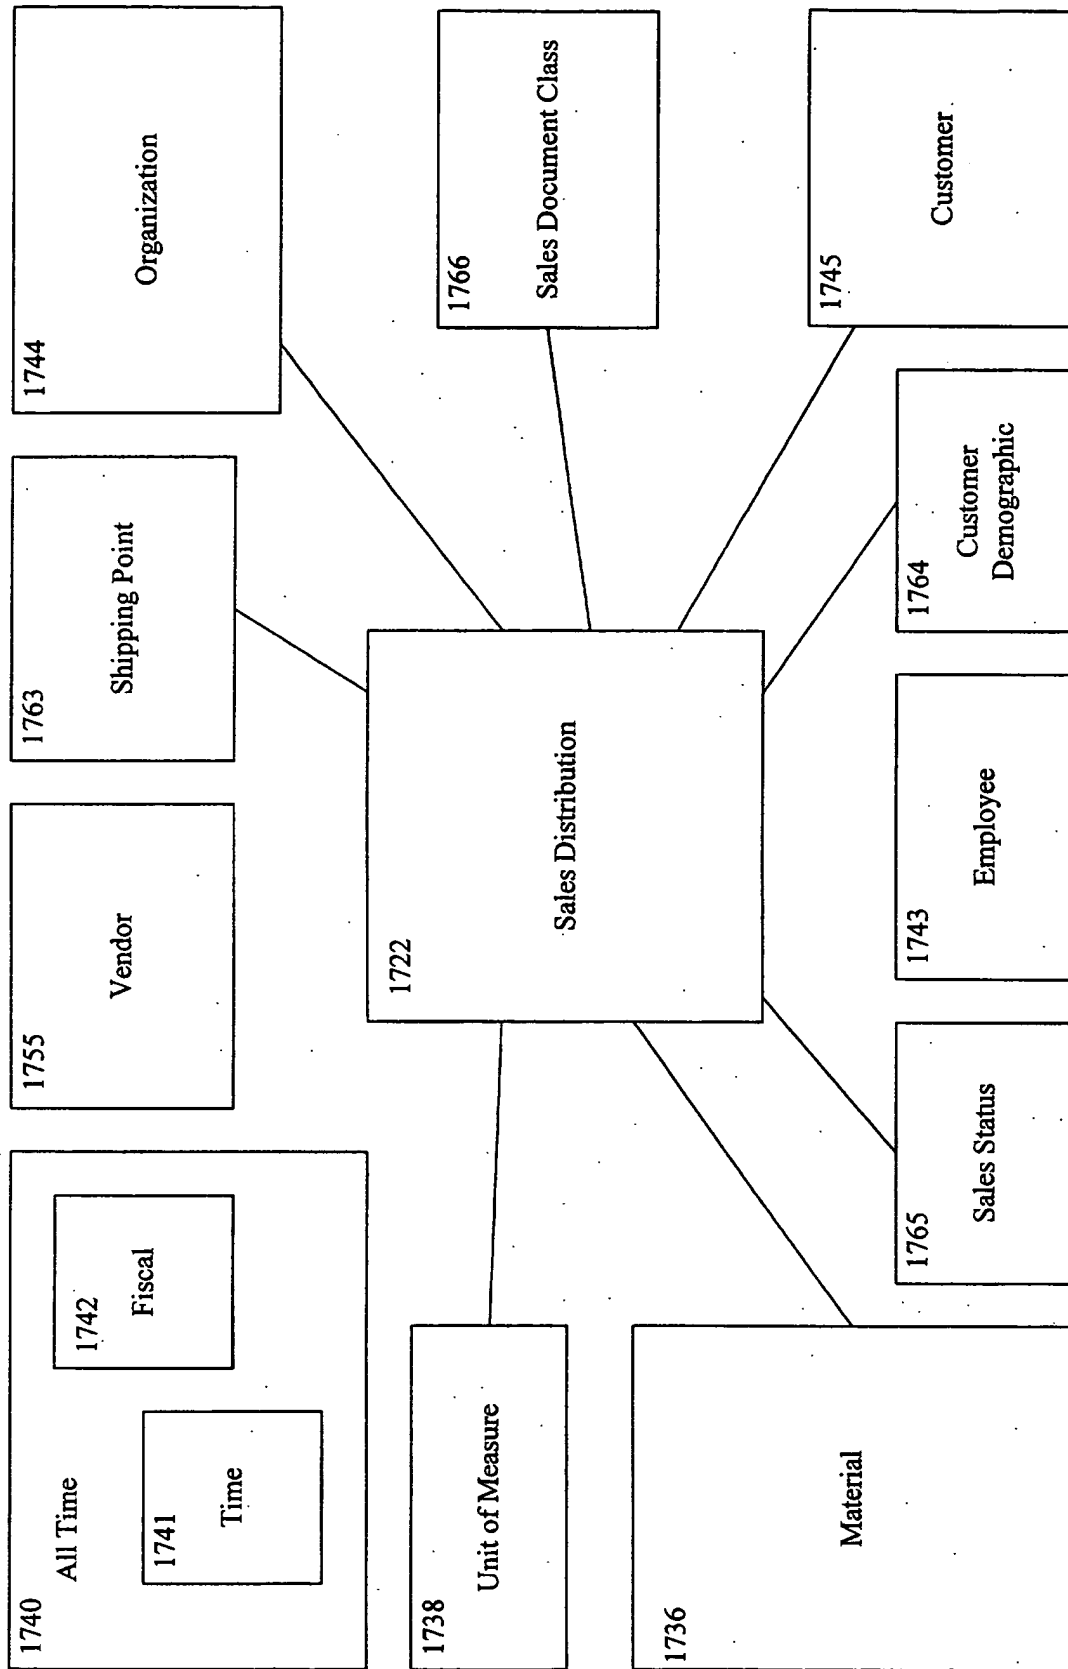 1740
All Time
1741
Time
1742
Fiscal
1755
Vendor
1763
Shipping Point
1744
Organization
1738
Unit of Measure
1722
Sales Distribution
1766
Sales Document Class
1736
Material
1765
Sales Status
1743
Employee
1764
Customer
Demographic
1745
Customer